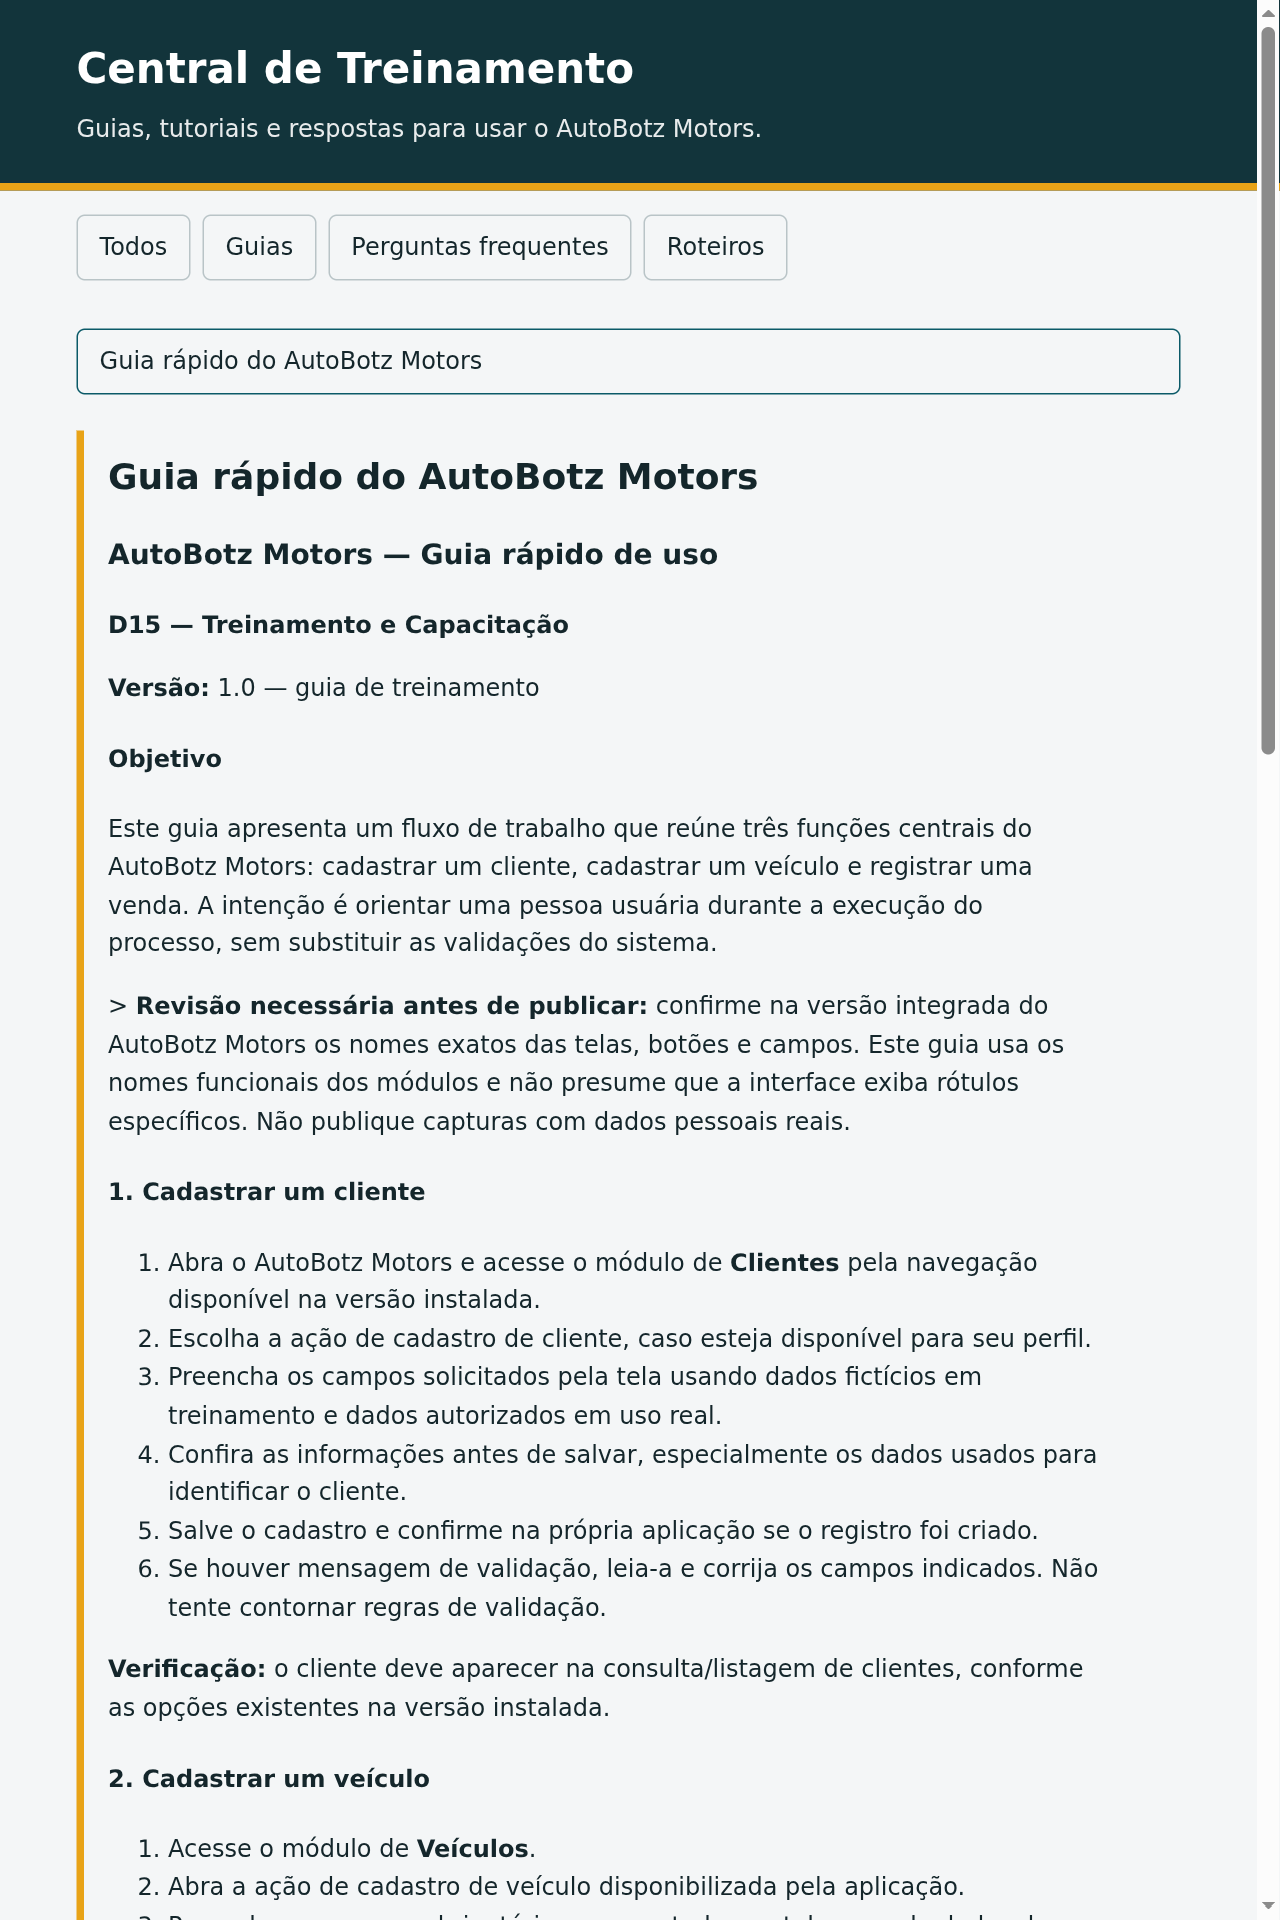 Central de Treinamento
Guias, tutoriais e respostas para usar o AutoBotz Motors.
Todos
Guias
Perguntas frequentes
Roteiros
Guia rápido do AutoBotz Motors
Guia rápido do AutoBotz Motors
AutoBotz Motors — Guia rápido de uso
D15 — Treinamento e Capacitação
Versão: 1.0 — guia de treinamento
Objetivo
Este guia apresenta um fluxo de trabalho que reúne três funções centrais do
AutoBotz Motors: cadastrar um cliente, cadastrar um veículo e registrar uma
venda. A intenção é orientar uma pessoa usuária durante a execução do
processo, sem substituir as validações do sistema.
> Revisão necessária antes de publicar: confirme na versão integrada do
AutoBotz Motors os nomes exatos das telas, botões e campos. Este guia usa os
nomes funcionais dos módulos e não presume que a interface exiba rótulos
específicos. Não publique capturas com dados pessoais reais.
1. Cadastrar um cliente
1. Abra o AutoBotz Motors e acesse o módulo de Clientes pela navegação
disponível na versão instalada.
2. Escolha a ação de cadastro de cliente, caso esteja disponível para seu perfil.
3. Preencha os campos solicitados pela tela usando dados fictícios em
treinamento e dados autorizados em uso real.
4. Confira as informações antes de salvar, especialmente os dados usados para
identificar o cliente.
5. Salve o cadastro e confirme na própria aplicação se o registro foi criado.
6. Se houver mensagem de validação, leia-a e corrija os campos indicados. Não
tente contornar regras de validação.
Verificação: o cliente deve aparecer na consulta/listagem de clientes, conforme
as opções existentes na versão instalada.
2. Cadastrar um veículo
1. Acesse o módulo de Veículos.
2. Abra a ação de cadastro de veículo disponibilizada pela aplicação.